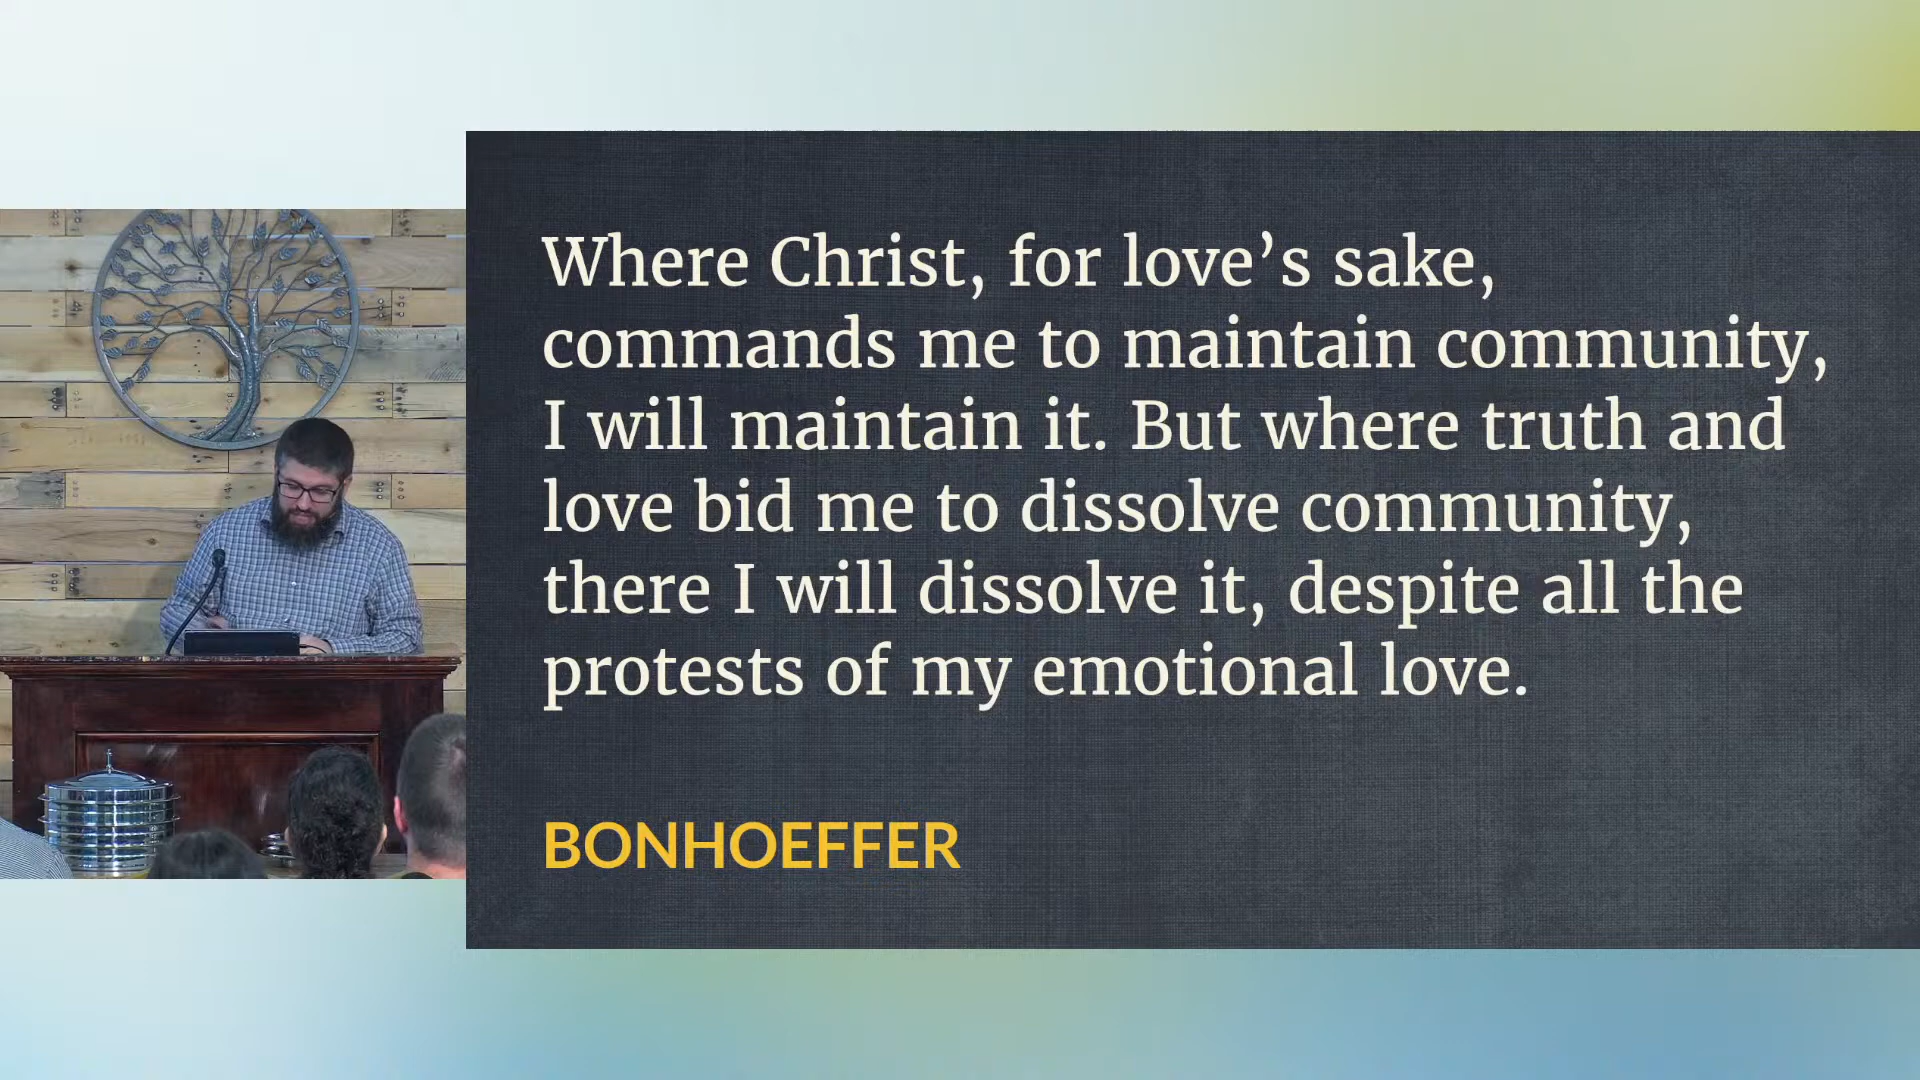 Where Christ, for love’s sake,
commands me to maintain community,
I will maintain it. But where truth and
love bid me to dissolve community,
there I will dissolve it, despite all the
protests of my emotional love.
BONHOEFFER